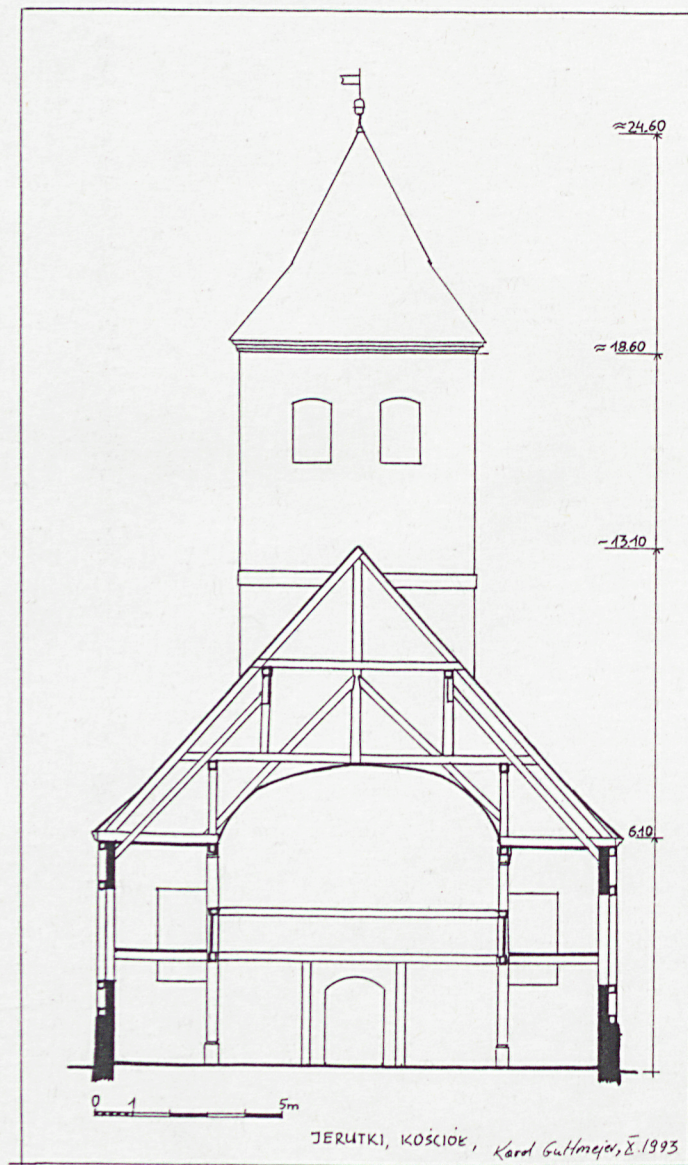 ≈24.60
≈18.60
~13.10
6.10
0 1 5m
JERUTKI, KOŚCIÓŁ, Karol Guttmejer, X.1993